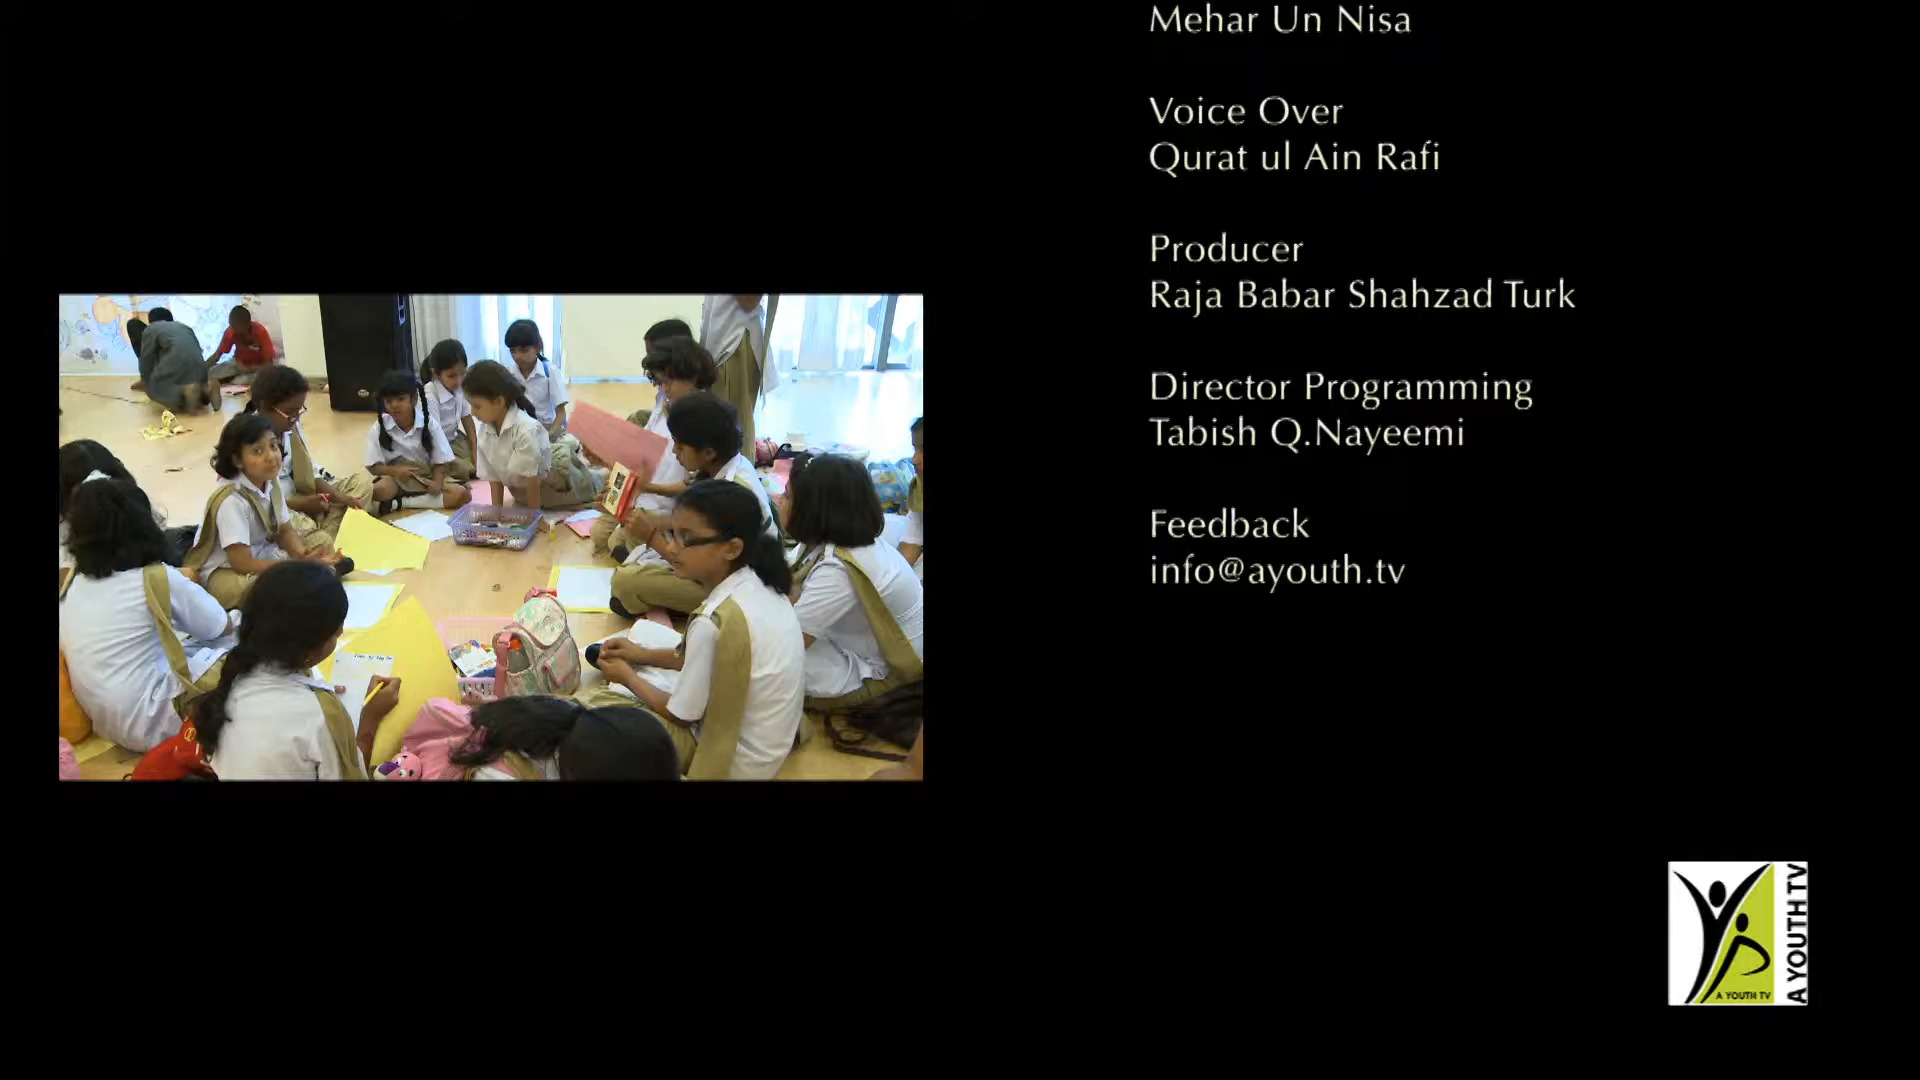 Mehar Un Nisa
Voice Over
Qurat ul Ain Rafi
Producer
Raja Babar Shahzad Turk
Director Programming
Tabish Q.Nayeemi
Feedback
info@ayouth.tv
A YOUTH TV
A YOUTH TV